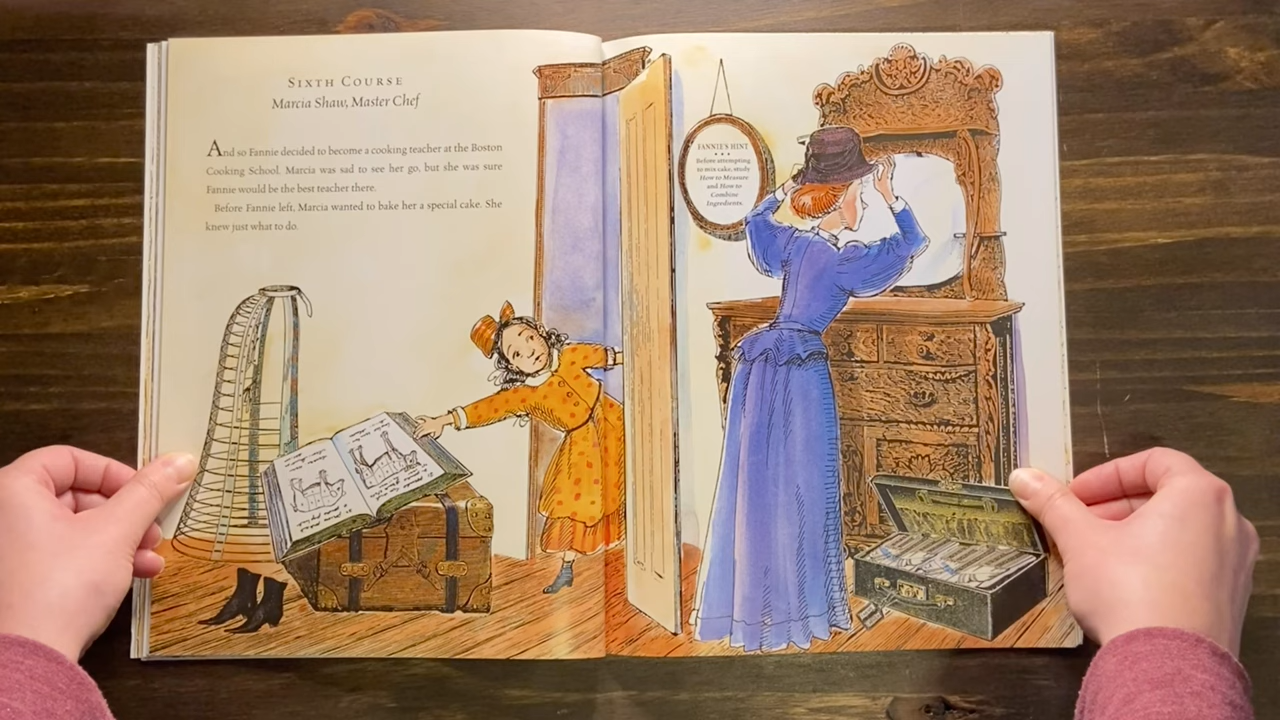 SIXTH COURSE
Marcia Shaw, Master Chef
And so Fannie decided to become a cooking teacher at the Boston
Cooking School. Marcia was sad to see her go, but she was sure
Fannie would be the best teacher there.
Before Fannie left, Marcia wanted to bake her a special cake. She
knew just what to do.
FANNIE'S HINT
• • •
Before attempting
to mix cake, study
How to Measure
and How to
Combine
Ingredients.